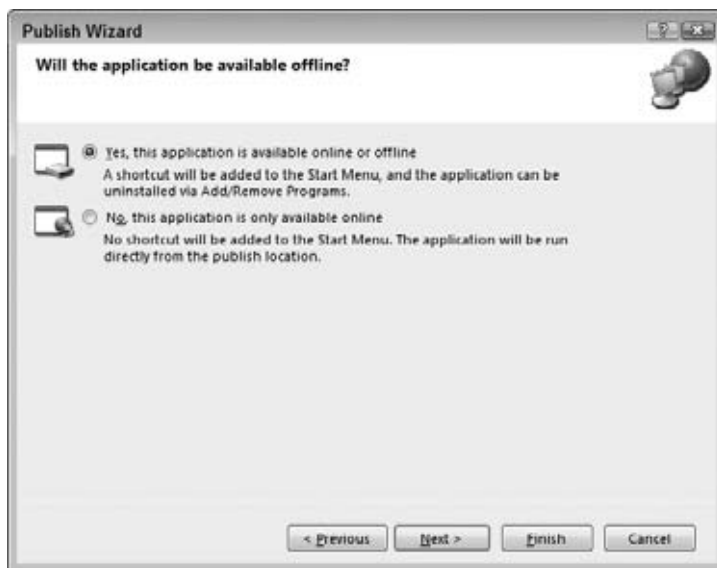 Publish Wizard
Will the application be available offline?
Yes, this application is available online or offline
A shortcut will be added to the Start Menu, and the application can be
uninstalled via Add/Remove Programs.
No, this application is only available online
No shortcut will be added to the Start Menu. The application will be run
directly from the publish location.
< Previous
Next >
Finish
Cancel